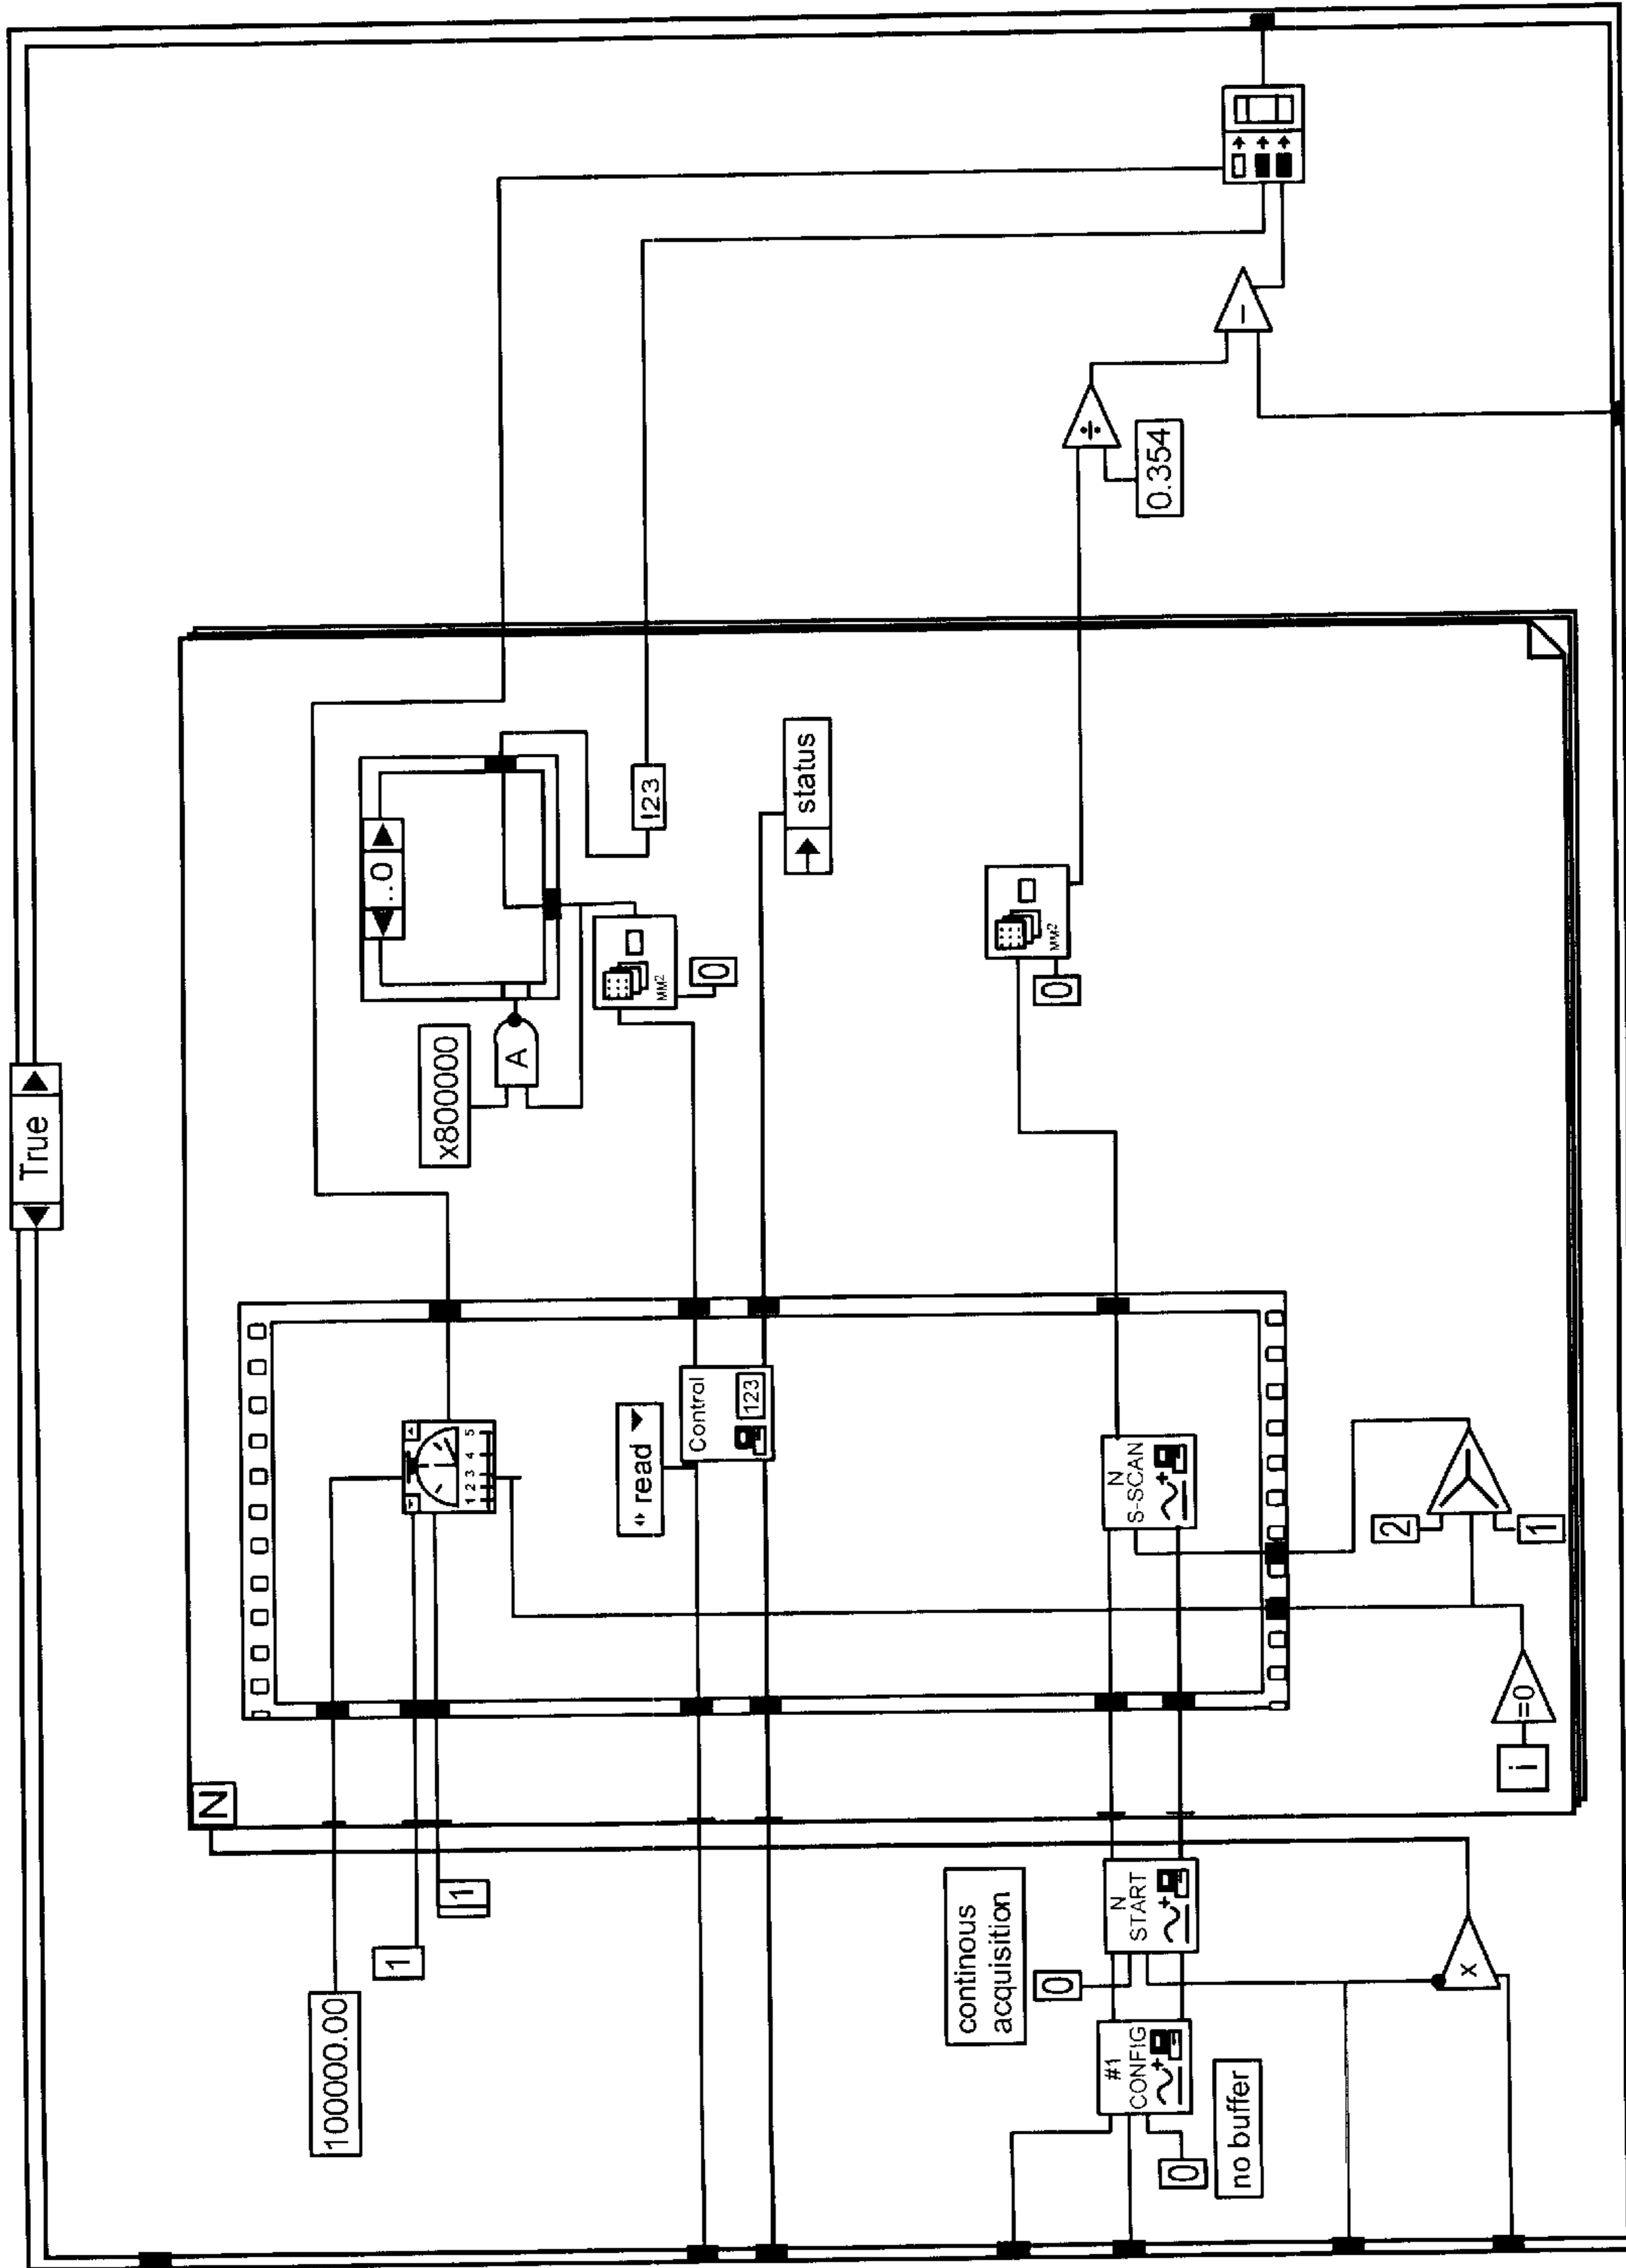 True
N
100000.00
1
1
x800000
A
..0
123
MM²
0
status
read
Control
123
1 2 3 4 5
continous
acquisition
0
#1
CONFIG
0
no buffer
N
START
N
S-SCAN
0
MM²
÷
0.354
−
x
i
=0
2
1